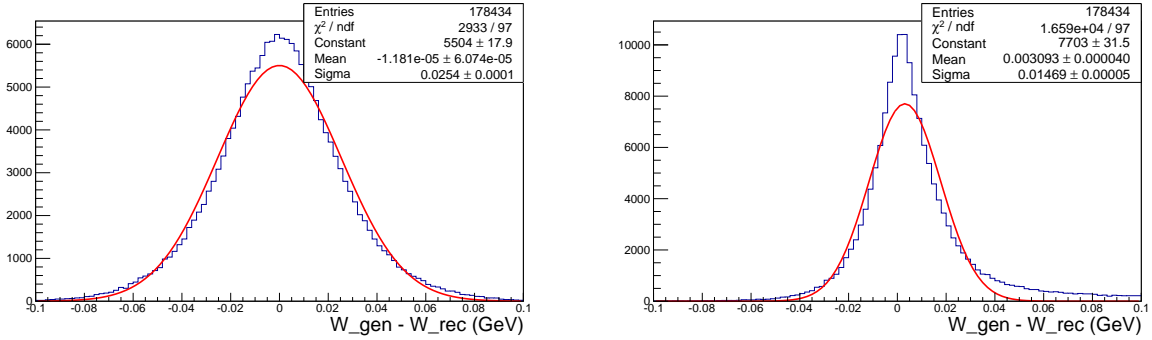 Entries 178434
χ² / ndf 2933 / 97
Constant 5504 ± 17.9
Mean -1.181e-05 ± 6.074e-05
Sigma 0.0254 ± 0.0001
6000
5000
4000
3000
2000
1000
0
-0.1 -0.08 -0.06 -0.04 -0.02 0 0.02 0.04 0.06 0.08 0.1
W_gen - W_rec (GeV)
Entries 178434
χ² / ndf 1.659e+04 / 97
Constant 7703 ± 31.5
Mean 0.003093 ± 0.000040
Sigma 0.01469 ± 0.00005
10000
8000
6000
4000
2000
0
-0.1 -0.08 -0.06 -0.04 -0.02 0 0.02 0.04 0.06 0.08 0.1
W_gen - W_rec (GeV)